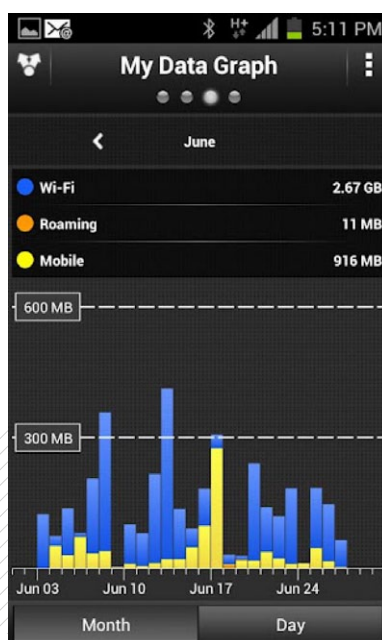 H+ 5:11 PM
My Data Graph
June
Wi-Fi 2.67 GB
Roaming 11 MB
Mobile 916 MB
600 MB
300 MB
Jun 03 Jun 10 Jun 17 Jun 24
Month Day